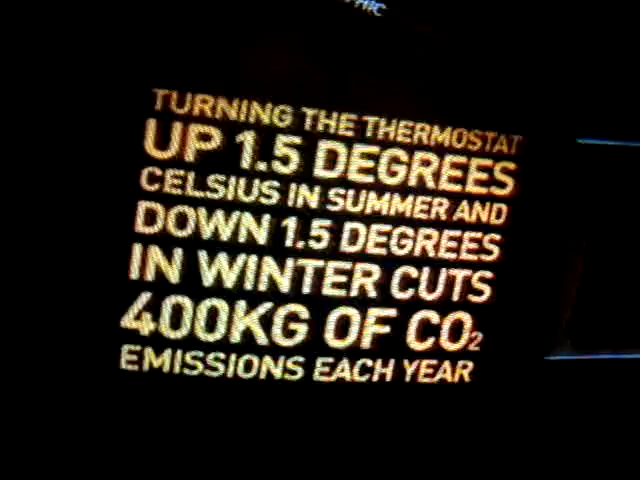 TURNING THE THERMOSTAT
UP 1.5 DEGREES
CELSIUS IN SUMMER AND
DOWN 1.5 DEGREES
IN WINTER CUTS
400KG OF CO₂
EMISSIONS EACH YEAR